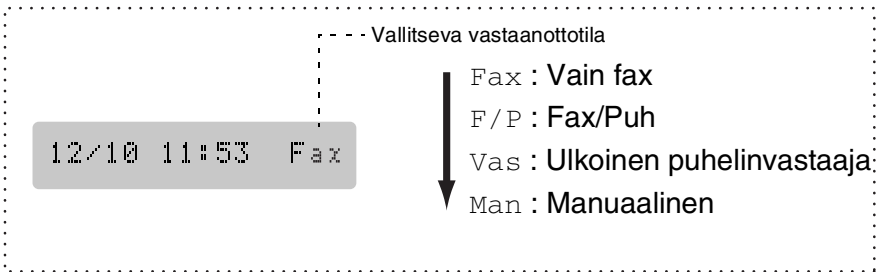 Vallitseva vastaanottotila
Fax : Vain fax
F/P : Fax/Puh
12/10 11:53 Fax
Vas : Ulkoinen puhelinvastaaja
Man : Manuaalinen